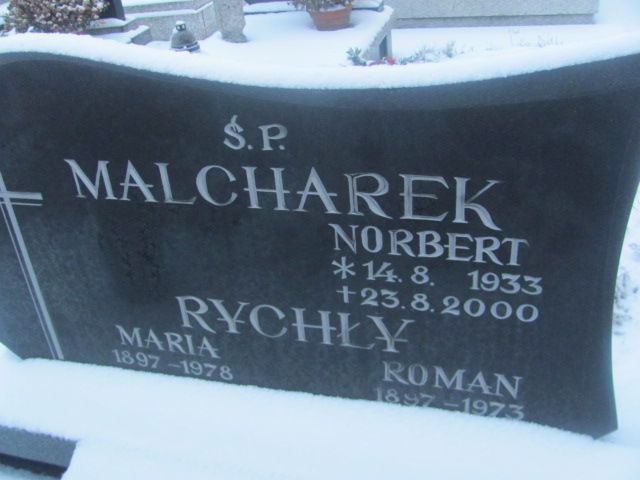 Ś.P.
MALCHAREK
NORBERT
* 14. 8. 1933
+ 23. 8. 2000
RYCHŁY
MARIA
1897-1978
ROMAN
1897-1973